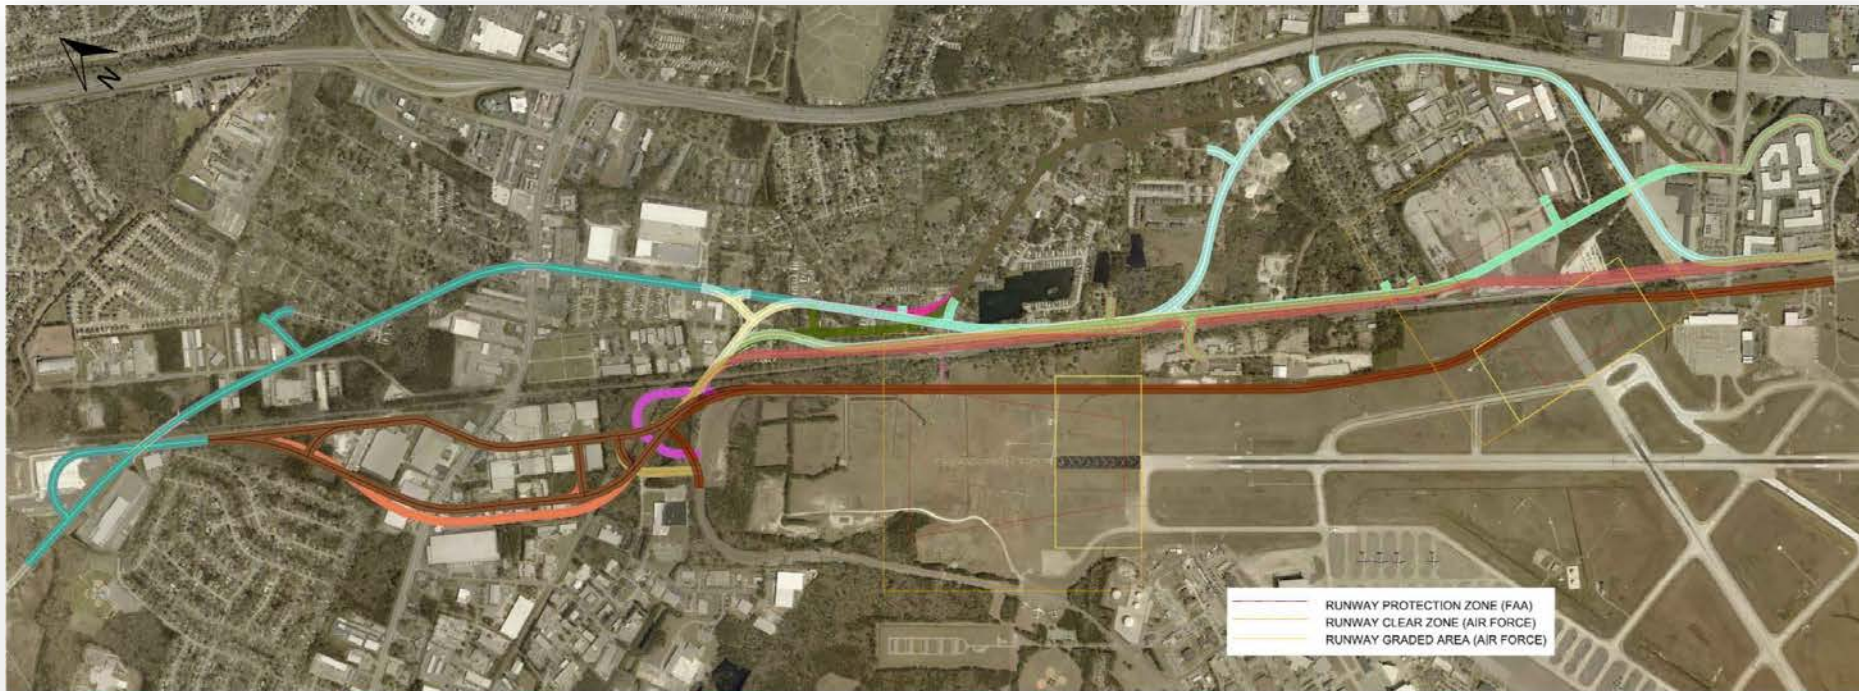 N
RUNWAY PROTECTION ZONE (FAA)
RUNWAY CLEAR ZONE (AIR FORCE)
RUNWAY GRADED AREA (AIR FORCE)